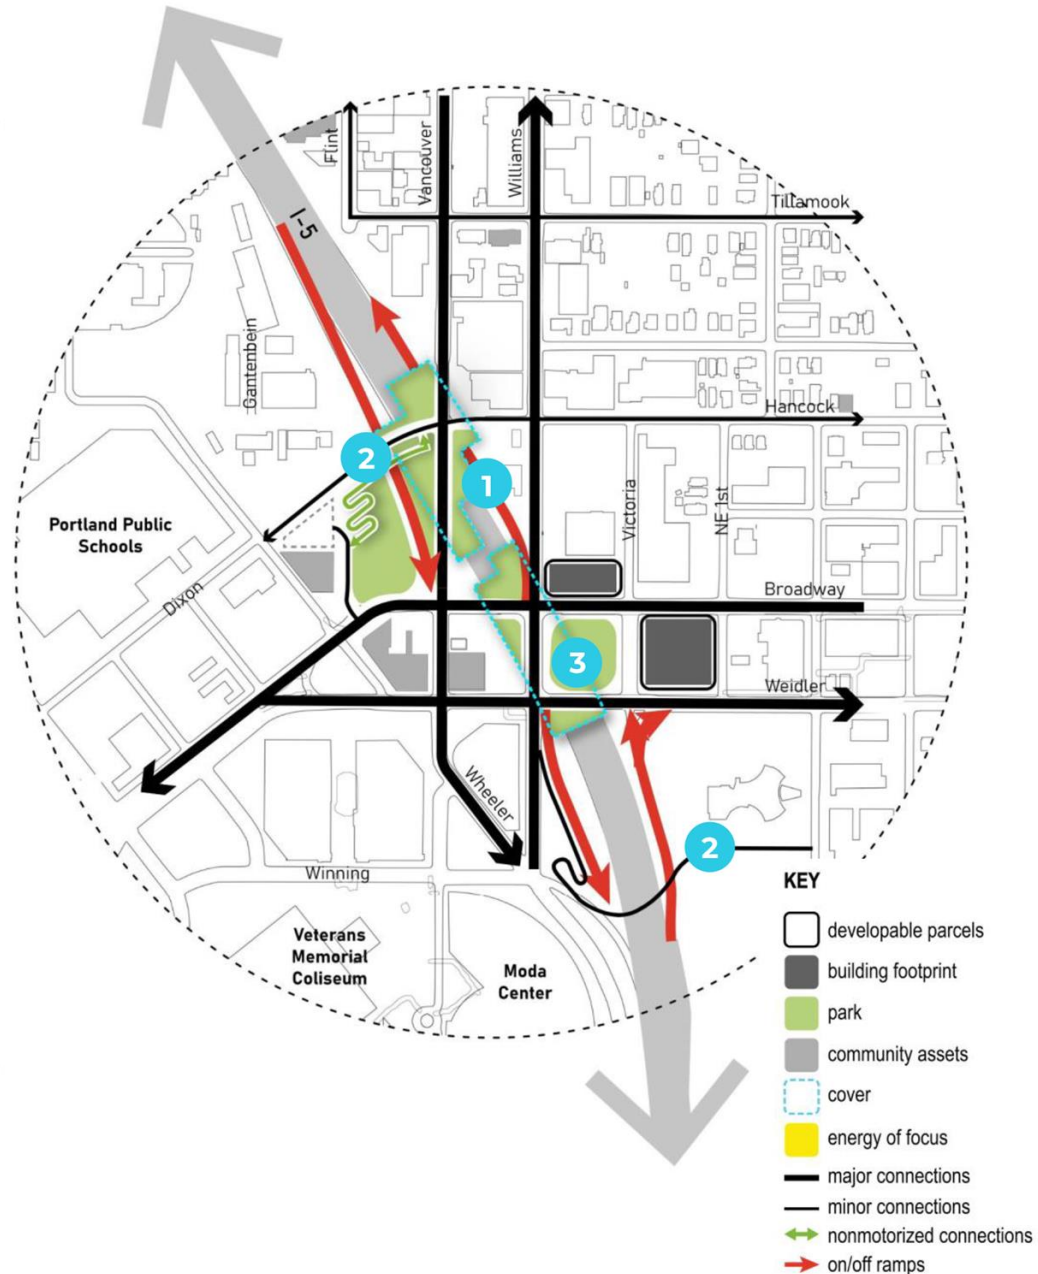 Flint
Vancouver
Williams
Tillamook
I-5
Gantenbein
Hancock
2
1
Victoria
NE 1st
Portland Public
Schools
Dixon
Broadway
3
Weidler
Wheeler
2
Winning
Veterans
Memorial
Coliseum
Moda
Center
KEY
developable parcels
building footprint
park
community assets
cover
energy of focus
major connections
minor connections
nonmotorized connections
on/off ramps